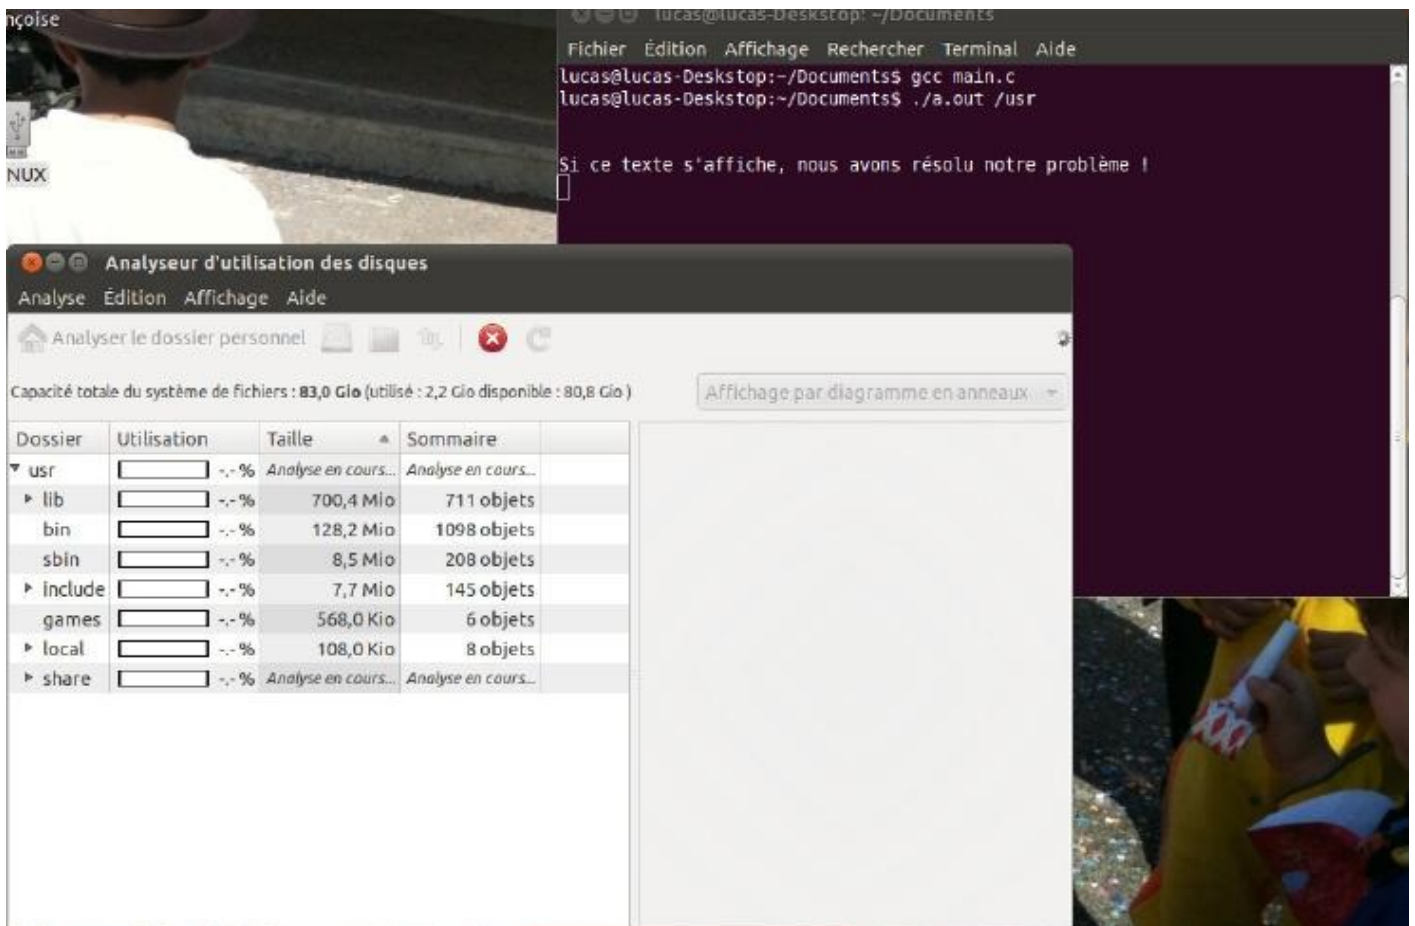 nçoise
NUX
lucas@lucas-Deskstop: ~/Documents
Fichier Édition Affichage Rechercher Terminal Aide
lucas@lucas-Deskstop:~/Documents$ gcc main.c
lucas@lucas-Deskstop:~/Documents$ ./a.out /usr
Si ce texte s'affiche, nous avons résolu notre problème !
Analyseur d'utilisation des disques
Analyse Édition Affichage Aide
Analyser le dossier personnel
Capacité totale du système de fichiers : 83,0 Gio (utilisé : 2,2 Gio disponible : 80,8 Gio )
Affichage par diagramme en anneaux
Dossier Utilisation Taille Sommaire
usr -.- % Analyse en cours... Analyse en cours...
lib -.- % 700,4 Mio 711 objets
bin -.- % 128,2 Mio 1098 objets
sbin -.- % 8,5 Mio 208 objets
include -.- % 7,7 Mio 145 objets
games -.- % 568,0 Kio 6 objets
local -.- % 108,0 Kio 8 objets
share -.- % Analyse en cours... Analyse en cours...